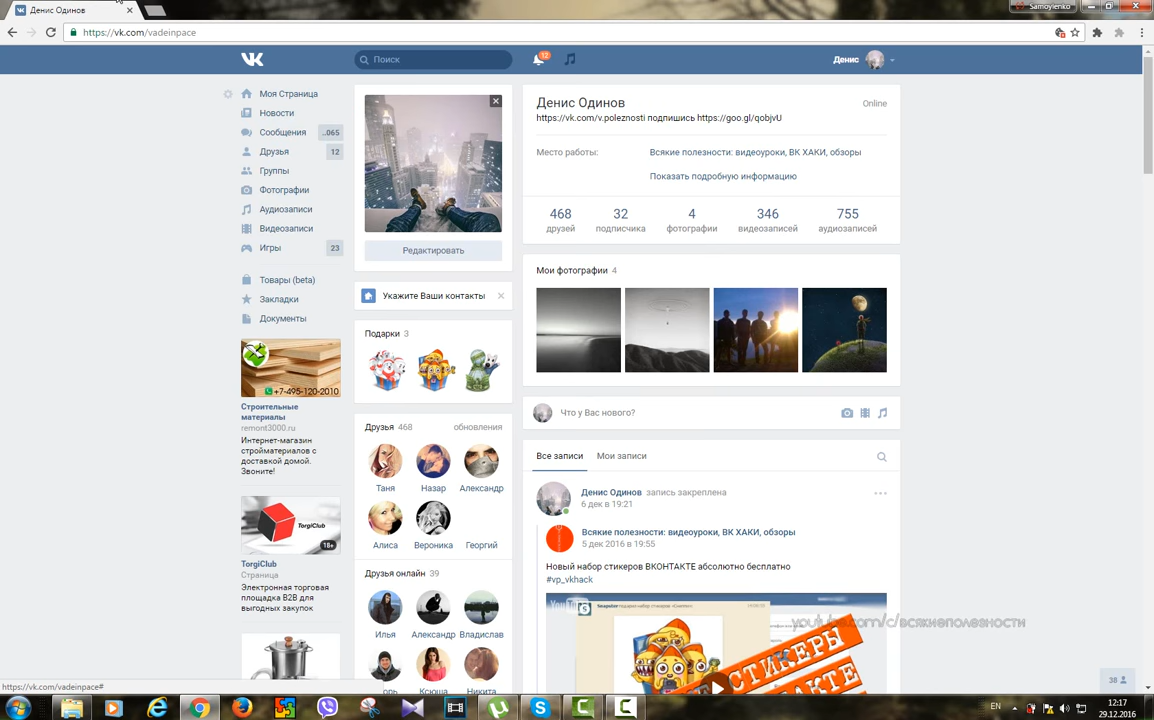 Денис Одинов
Samoylenko
https://vk.com/vadeinpace
Поиск
12
Денис
Моя Страница
Новости
Сообщения
..065
Друзья
12
Группы
Фотографии
Аудиозаписи
Видеозаписи
Игры
23
Товары (beta)
Закладки
Документы
+7-495-120-2010
Строительные
материалы
remont3000.ru
Интернет-магазин
стройматериалов с
доставкой домой.
Звоните!
TorgiClub
18+
TorgiClub
Страница
Электронная торговая
площадка B2B для
выгодных закупок
Редактировать
Укажите Ваши контакты
Подарки 3
Друзья 468
обновления
Таня
Назар
Александр
Алиса
Вероника
Георгий
Друзья онлайн 39
Илья
Александр
Владислав
Ксюша
Никита
Денис Одинов
Online
https://vk.com/v.poleznosti подпишись https://goo.gl/qobjvU
Место работы:
Всякие полезности: видеоуроки, ВК ХАКИ, обзоры
Показать подробную информацию
468
друзей
32
подписчика
4
фотографии
346
видеозаписей
755
аудиозаписей
Мои фотографии 4
Что у Вас нового?
Все записи
Мои записи
Денис Одинов запись закреплена
6 дек в 19:21
Всякие полезности: видеоуроки, ВК ХАКИ, обзоры
5 дек 2016 в 19:55
Новый набор стикеров ВКОНТАКТЕ абсолютно бесплатно
#vp_vkhack
youtube.com/c/всякиеполезности
СТИКЕРЫ
38
https://vk.com/vadeinpace#
EN
12:17
29.12.2016